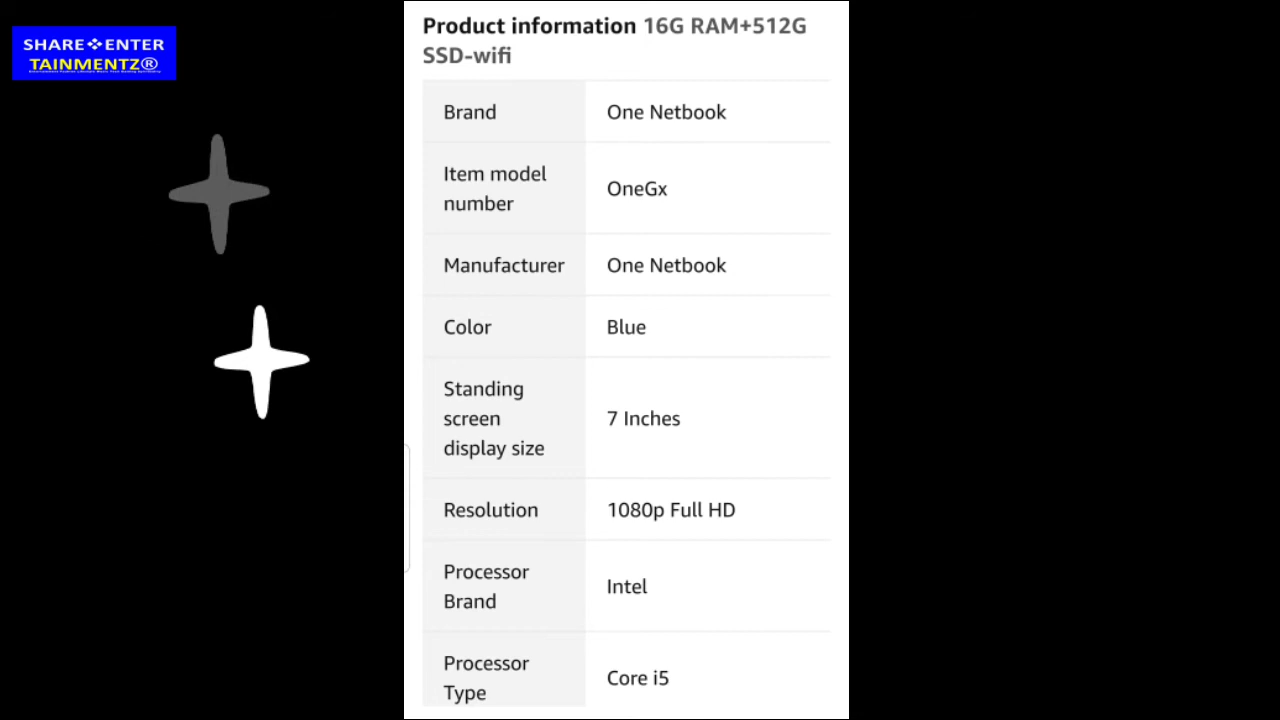 SHARE❖ENTER
TAINMENTZ®
Product information 16G RAM+512G
SSD-wifi
Brand
One Netbook
Item model
number
OneGx
Manufacturer
One Netbook
Color
Blue
Standing
screen
display size
7 Inches
Resolution
1080p Full HD
Processor
Brand
Intel
Processor
Type
Core i5